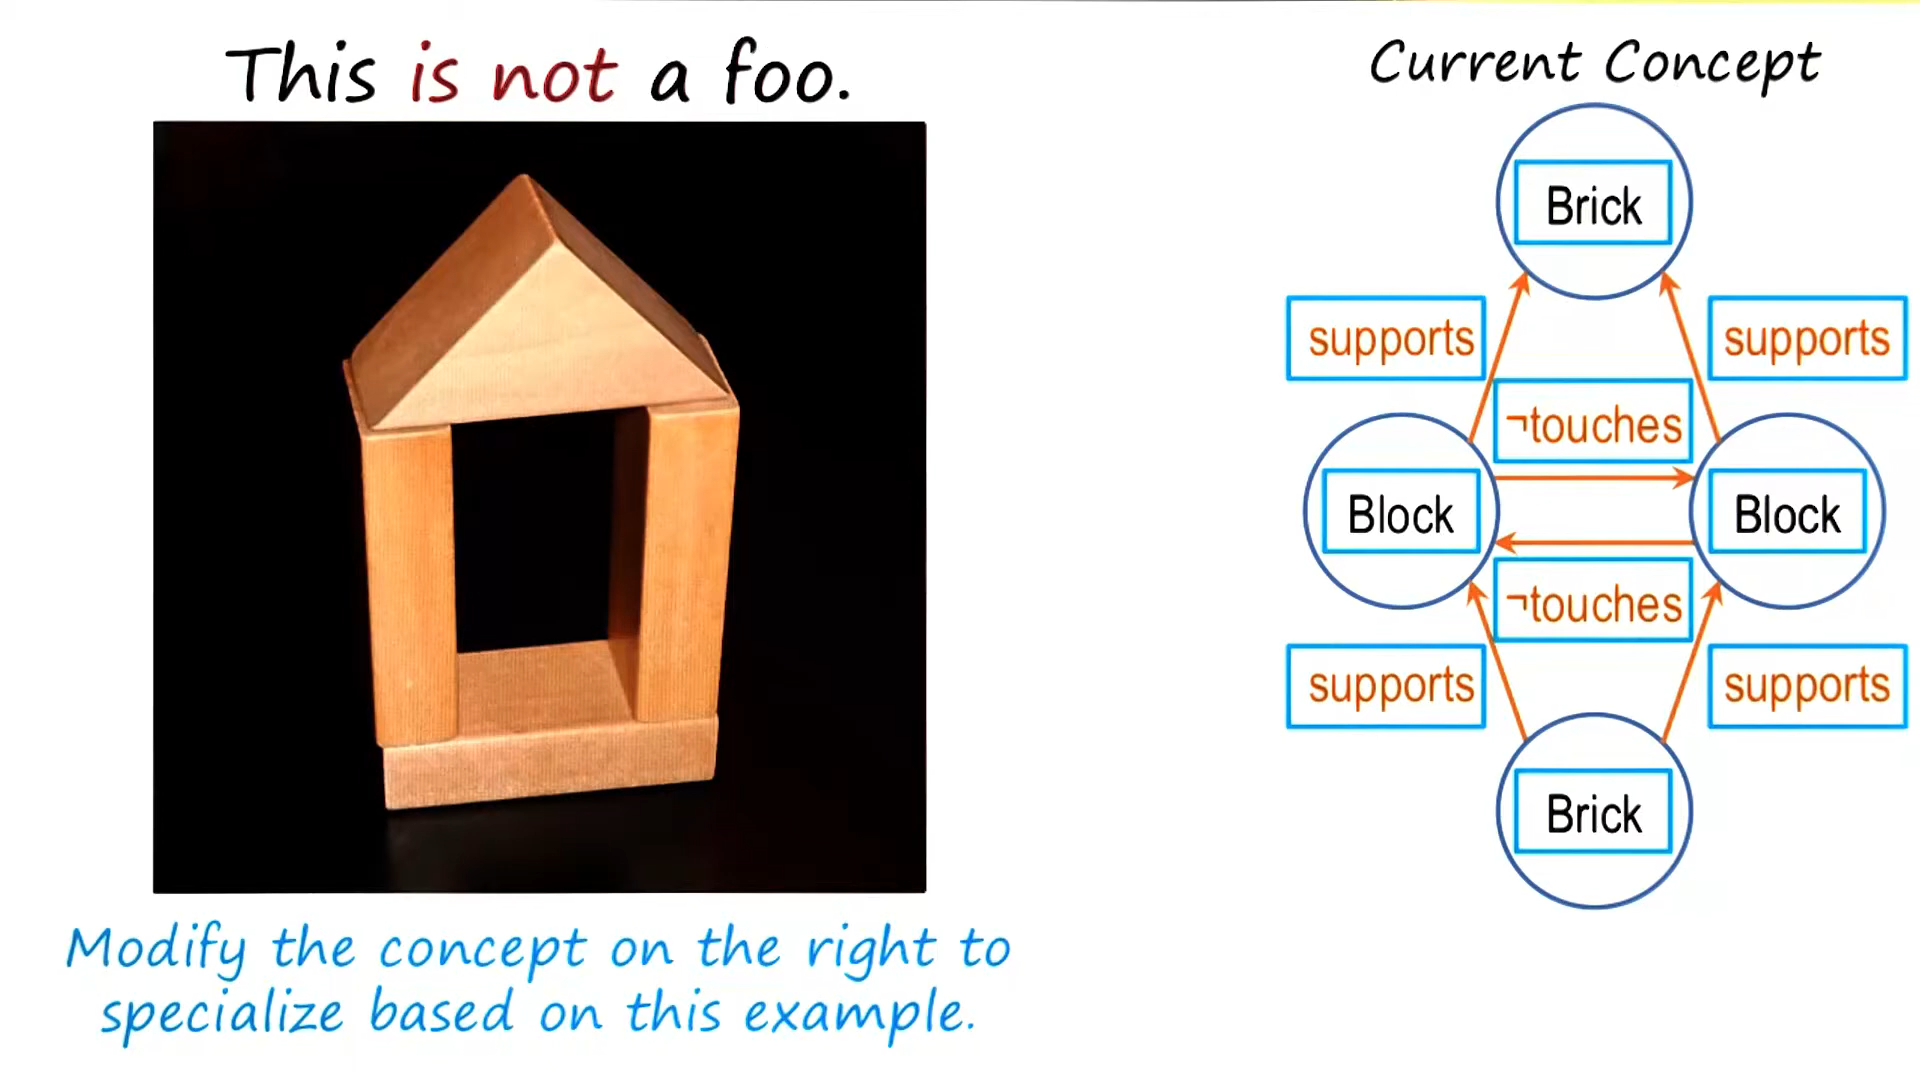 This is not a foo.
Current Concept
Brick
supports
supports
¬touches
Block
Block
¬touches
supports
supports
Brick
Modify the concept on the right to
specialize based on this example.